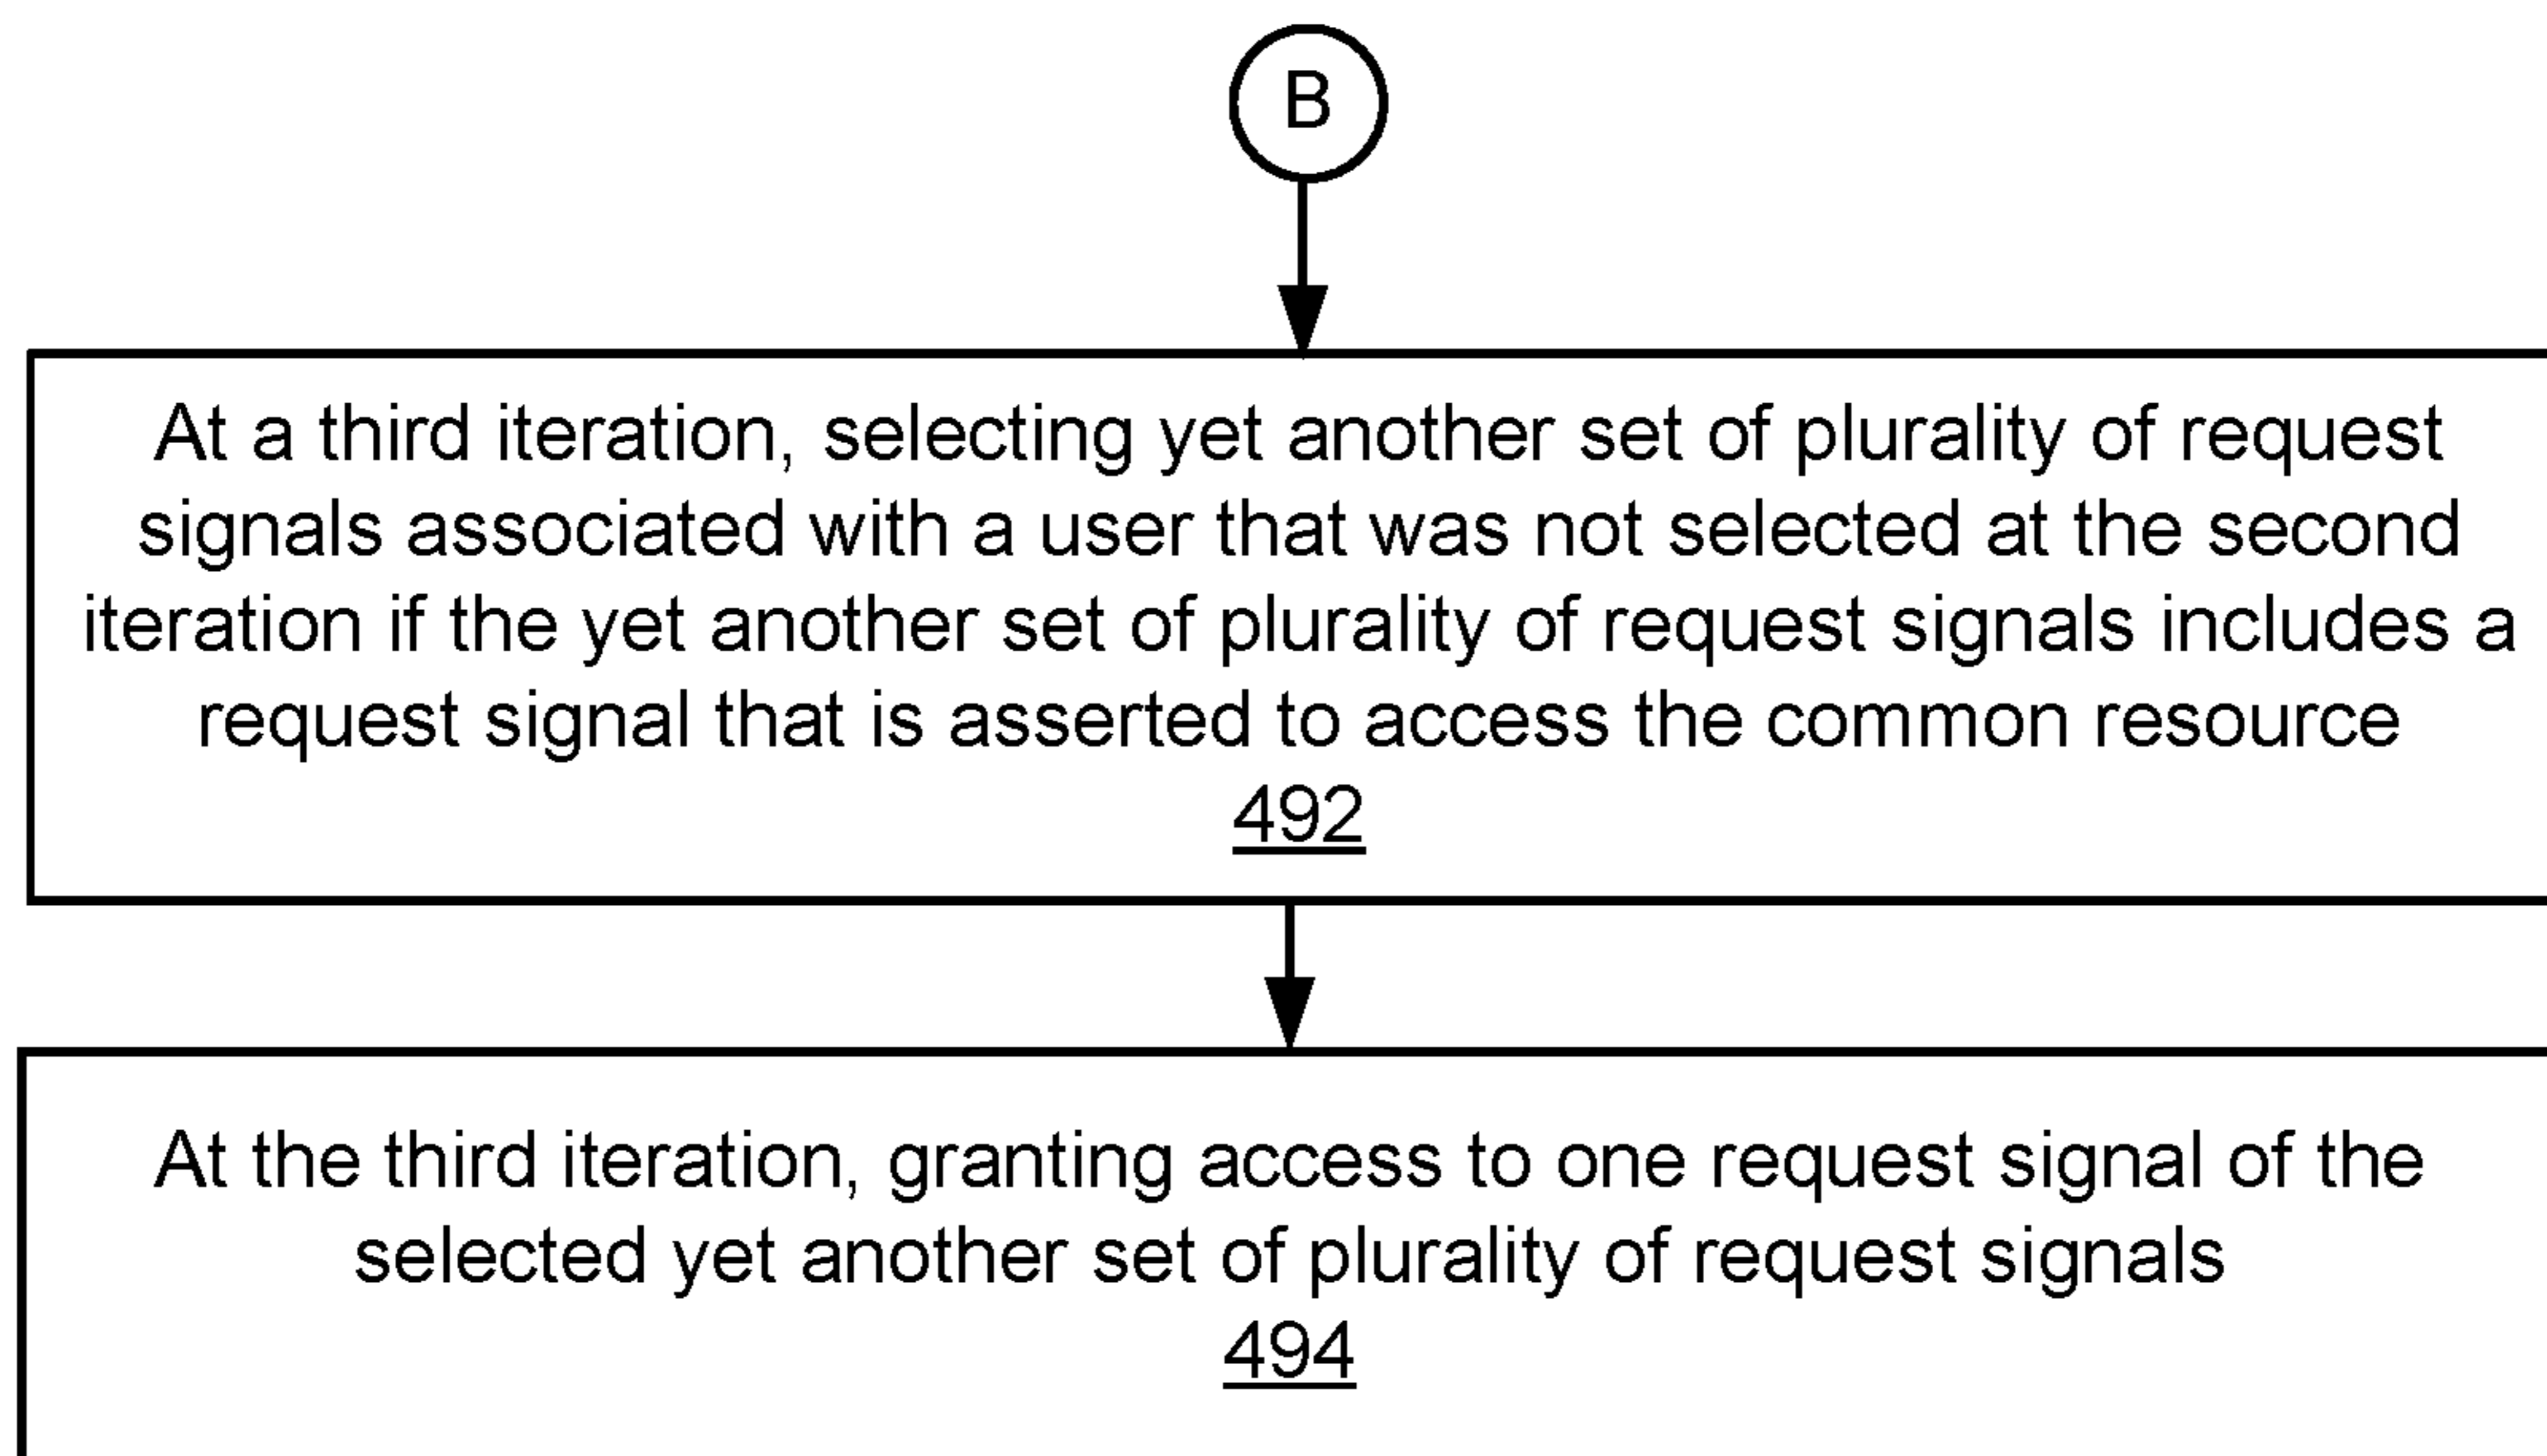 B
At a third iteration, selecting yet another set of plurality of request
signals associated with a user that was not selected at the second
iteration if the yet another set of plurality of request signals includes a
request signal that is asserted to access the common resource
492
At the third iteration, granting access to one request signal of the
selected yet another set of plurality of request signals
494